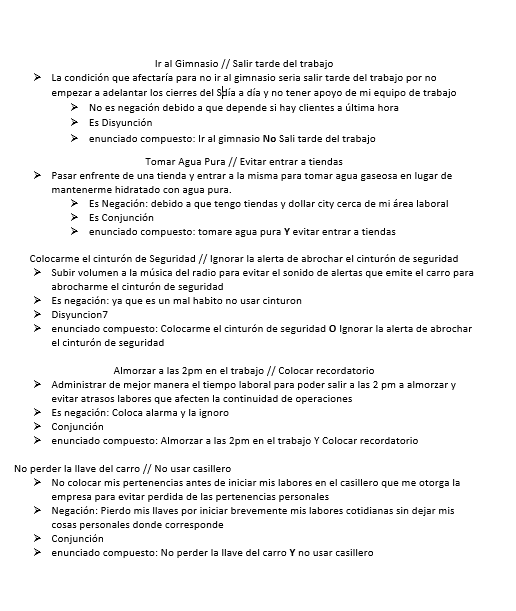 Ir al Gimnasio // Salir tarde del trabajo
➢ La condición que afectaría para no ir al gimnasio seria salir tarde del trabajo por no
empezar a adelantar los cierres del Sdía a día y no tener apoyo de mi equipo de trabajo
➢ No es negación debido a que depende si hay clientes a última hora
➢ Es Disyunción
➢ enunciado compuesto: Ir al gimnasio No Sali tarde del trabajo
Tomar Agua Pura // Evitar entrar a tiendas
➢ Pasar enfrente de una tienda y entrar a la misma para tomar agua gaseosa en lugar de
mantenerme hidratado con agua pura.
➢ Es Negación: debido a que tengo tiendas y dollar city cerca de mi área laboral
➢ Es Conjunción
➢ enunciado compuesto: tomare agua pura Y evitar entrar a tiendas
Colocarme el cinturón de Seguridad // Ignorar la alerta de abrochar el cinturón de seguridad
➢ Subir volumen a la música del radio para evitar el sonido de alertas que emite el carro para
abrocharme el cinturón de seguridad
➢ Es negación: ya que es un mal habito no usar cinturon
➢ Disyuncion7
➢ enunciado compuesto: Colocarme el cinturón de seguridad O Ignorar la alerta de abrochar
el cinturón de seguridad
Almorzar a las 2pm en el trabajo // Colocar recordatorio
➢ Administrar de mejor manera el tiempo laboral para poder salir a las 2 pm a almorzar y
evitar atrasos labores que afecten la continuidad de operaciones
➢ Es negación: Coloca alarma y la ignoro
➢ Conjunción
➢ enunciado compuesto: Almorzar a las 2pm en el trabajo Y Colocar recordatorio
No perder la llave del carro // No usar casillero
➢ No colocar mis pertenencias antes de iniciar mis labores en el casillero que me otorga la
empresa para evitar perdida de las pertenencias personales
➢ Negación: Pierdo mis llaves por iniciar brevemente mis labores cotidianas sin dejar mis
cosas personales donde corresponde
➢ Conjunción
➢ enunciado compuesto: No perder la llave del carro Y no usar casillero